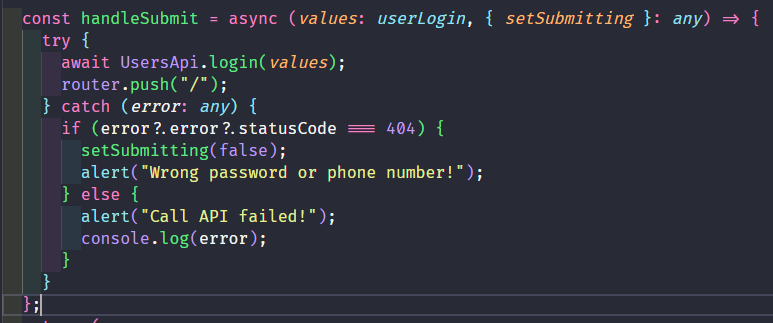 const handleSubmit = async (values: userLogin, { setSubmitting }: any) => {
try {
await UsersApi.login(values);
router.push("/");
} catch (error: any) {
if (error?.error?.statusCode === 404) {
setSubmitting(false);
alert("Wrong password or phone number!");
} else {
alert("Call API failed!");
console.log(error);
}
}
};